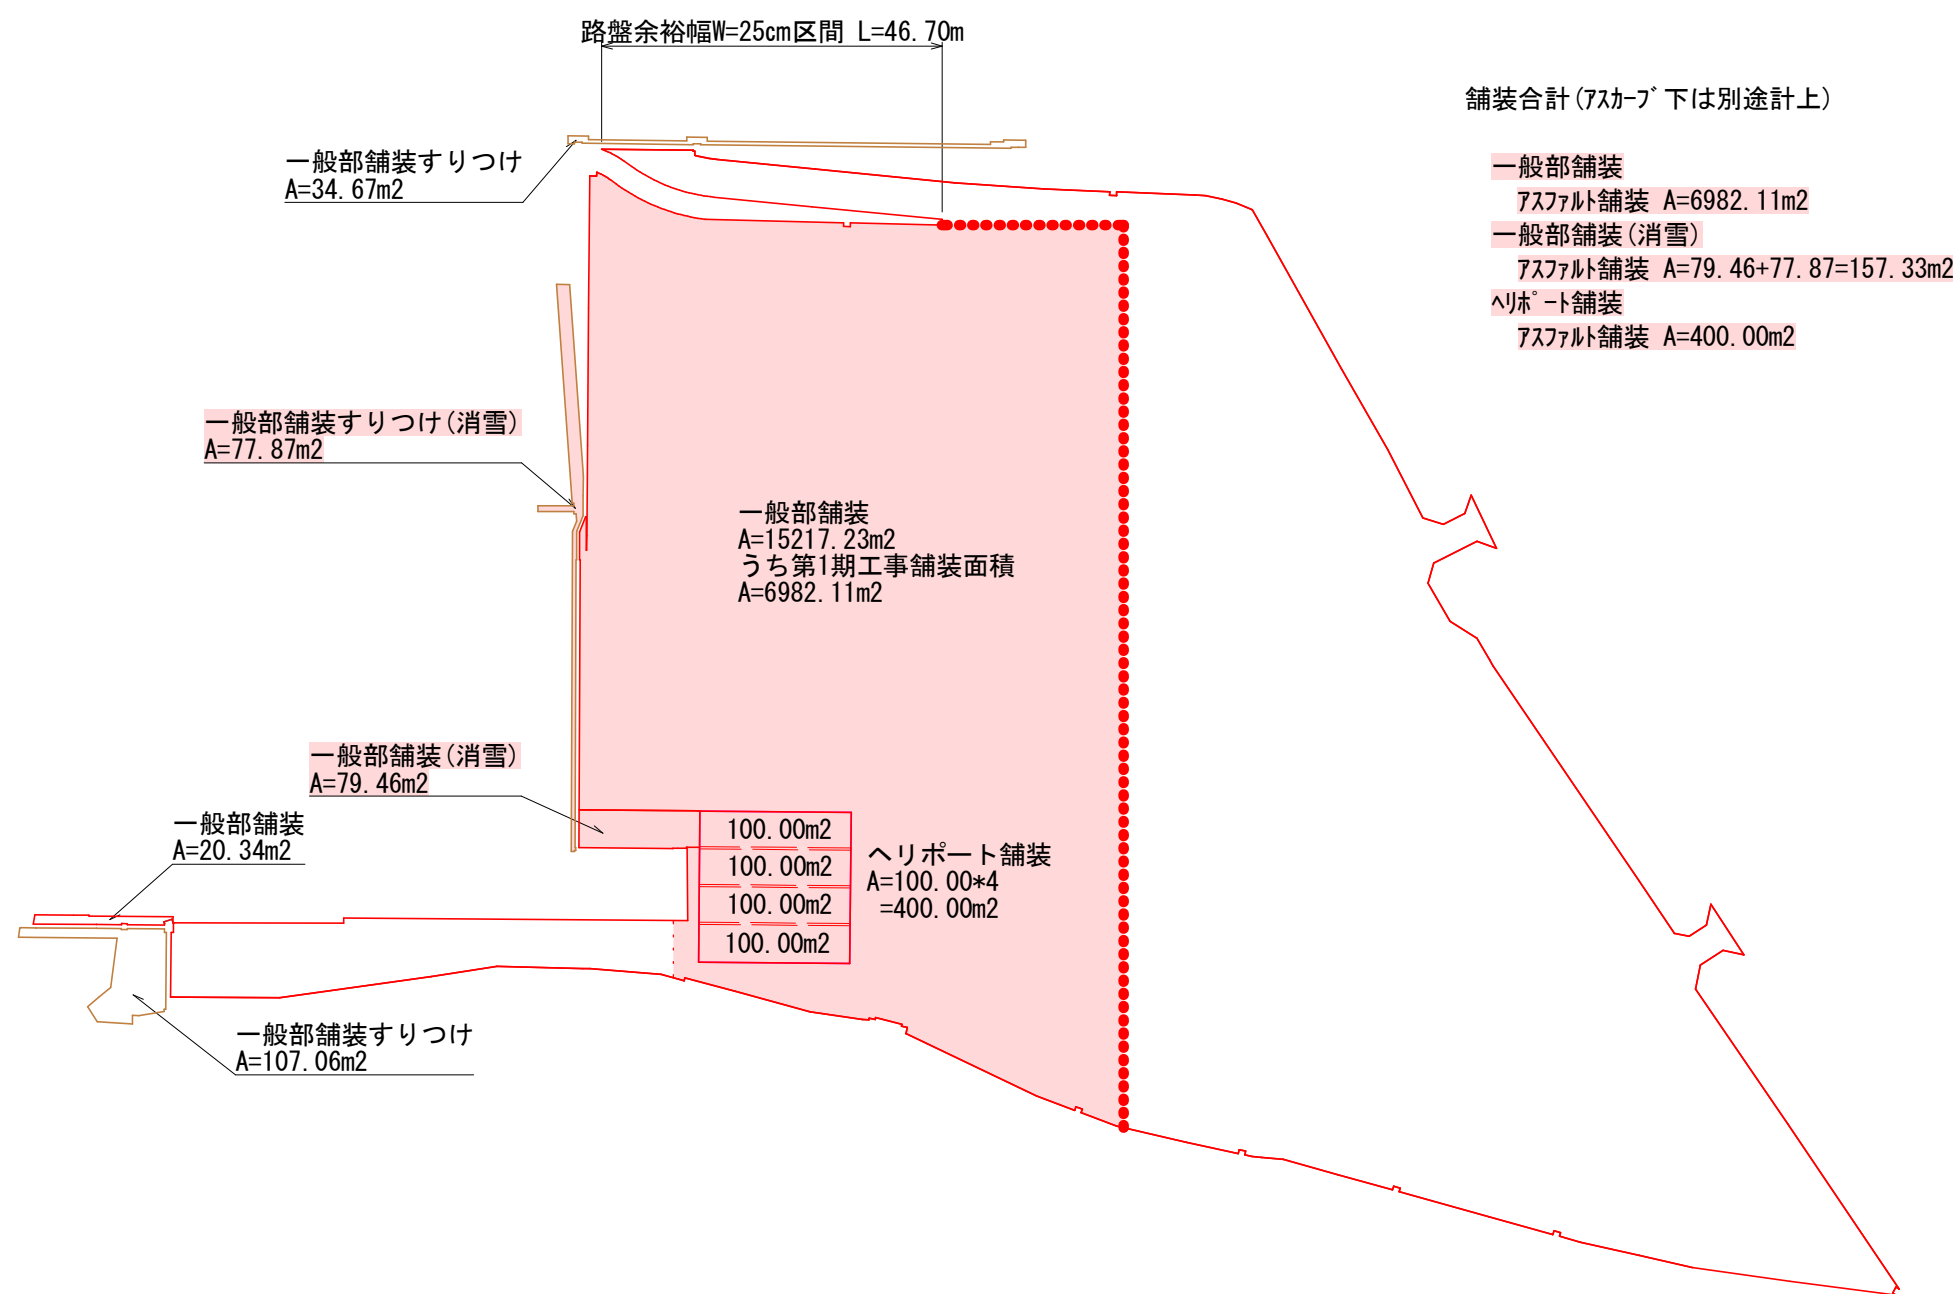 路盤余裕幅W=25cm区間 L=46.70m
舗装合計(ｱｽｶｰﾌﾞ下は別途計上)
一般部舗装すりつけ
A=34.67m2
一般部舗装
ｱｽﾌｧﾙﾄ舗装 A=6982.11m2
一般部舗装(消雪)
ｱｽﾌｧﾙﾄ舗装 A=79.46+77.87=157.33m2
ﾍﾘﾎﾟｰﾄ舗装
ｱｽﾌｧﾙﾄ舗装 A=400.00m2
一般部舗装すりつけ(消雪)
A=77.87m2
一般部舗装
A=15217.23m2
うち第1期工事舗装面積
A=6982.11m2
一般部舗装(消雪)
A=79.46m2
一般部舗装
A=20.34m2
100.00m2
100.00m2
100.00m2
100.00m2
ヘリポート舗装
A=100.00*4
=400.00m2
一般部舗装すりつけ
A=107.06m2